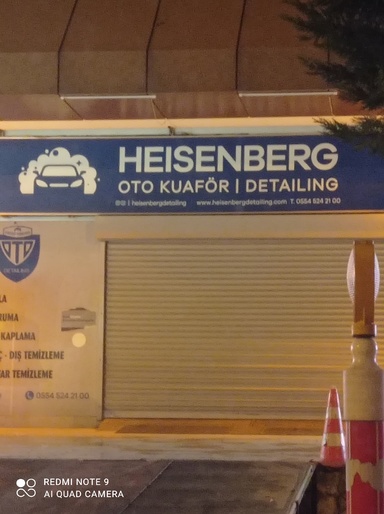 HEISENBERG
OTO KUAFÖR | DETAILING
| heisenbergdetailing www.heisenbergdetailing.com T. 0554 524 21 00
OTO
KAPLAMA
- DIŞ TEMİZLEME
TEMİZLEME
0554 524 21 00
REDMI NOTE 9
AI QUAD CAMERA